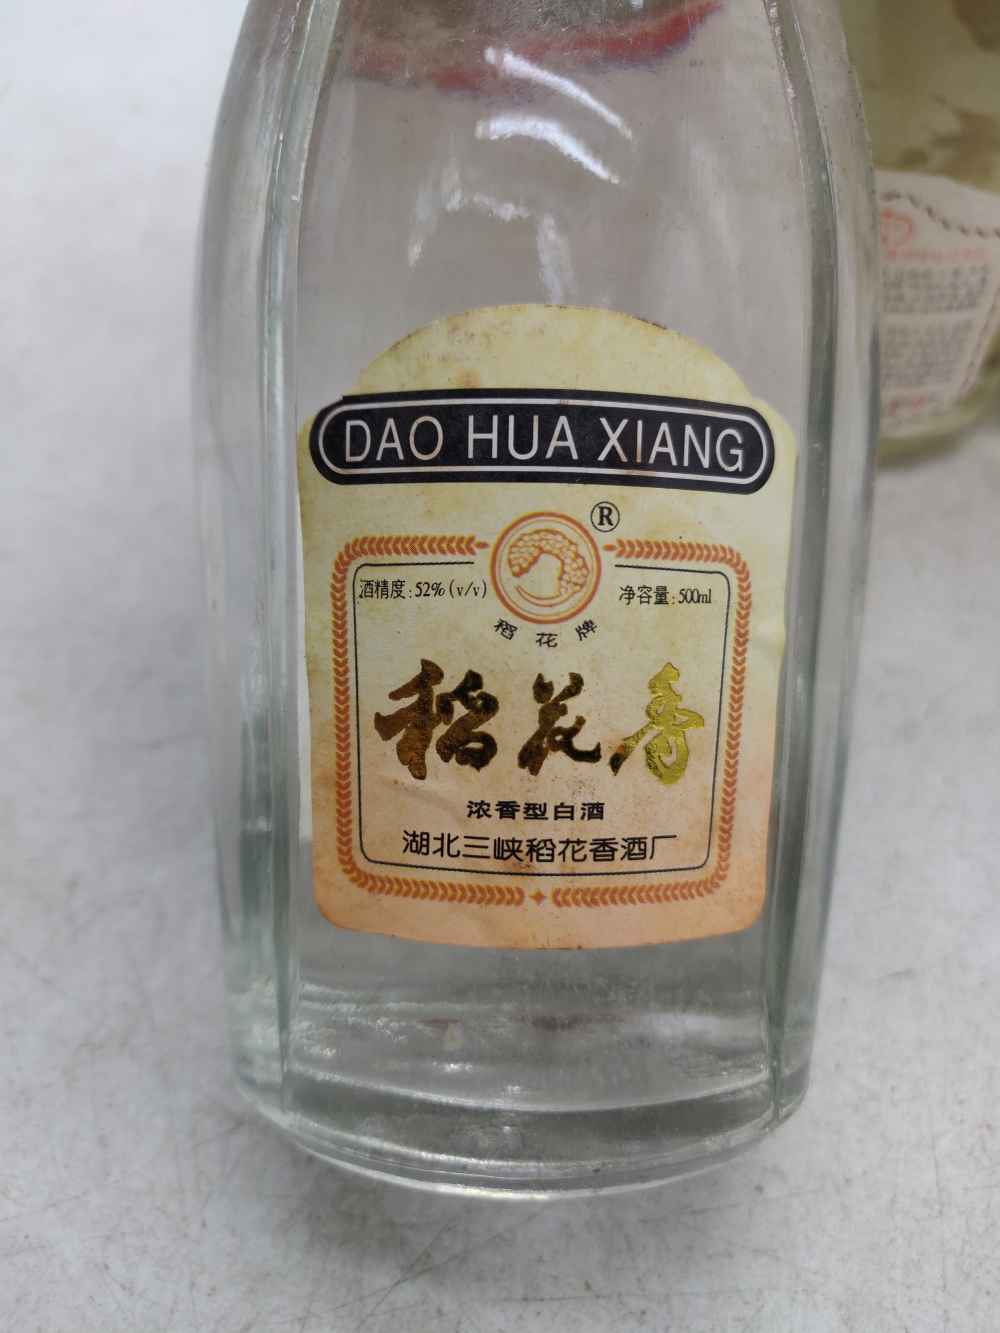 DAO HUA XIANG
®
酒精度:52%(v/v)
净容量:500ml
稻花牌
稻花香
浓香型白酒
湖北三峡稻花香酒厂